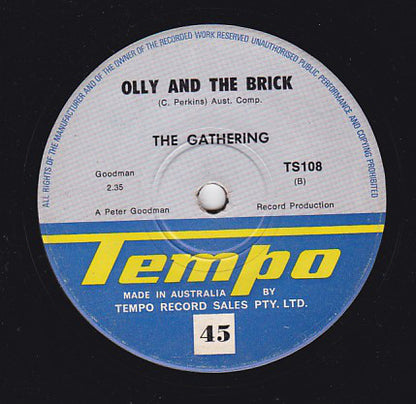 ALL RIGHTS OF THE MANUFACTURER AND OF THE OWNER OF THE RECORDED WORK RESERVED UNAUTHORISED PUBLIC PERFORMANCE AND COPYING PROHIBITED
OLLY AND THE BRICK
(C. Perkins) Aust. Comp.
THE GATHERING
Goodman TS108
2.35 (B)
A Peter Goodman Record Production
Tempo
MADE IN AUSTRALIA BY
TEMPO RECORD SALES PTY. LTD.
45